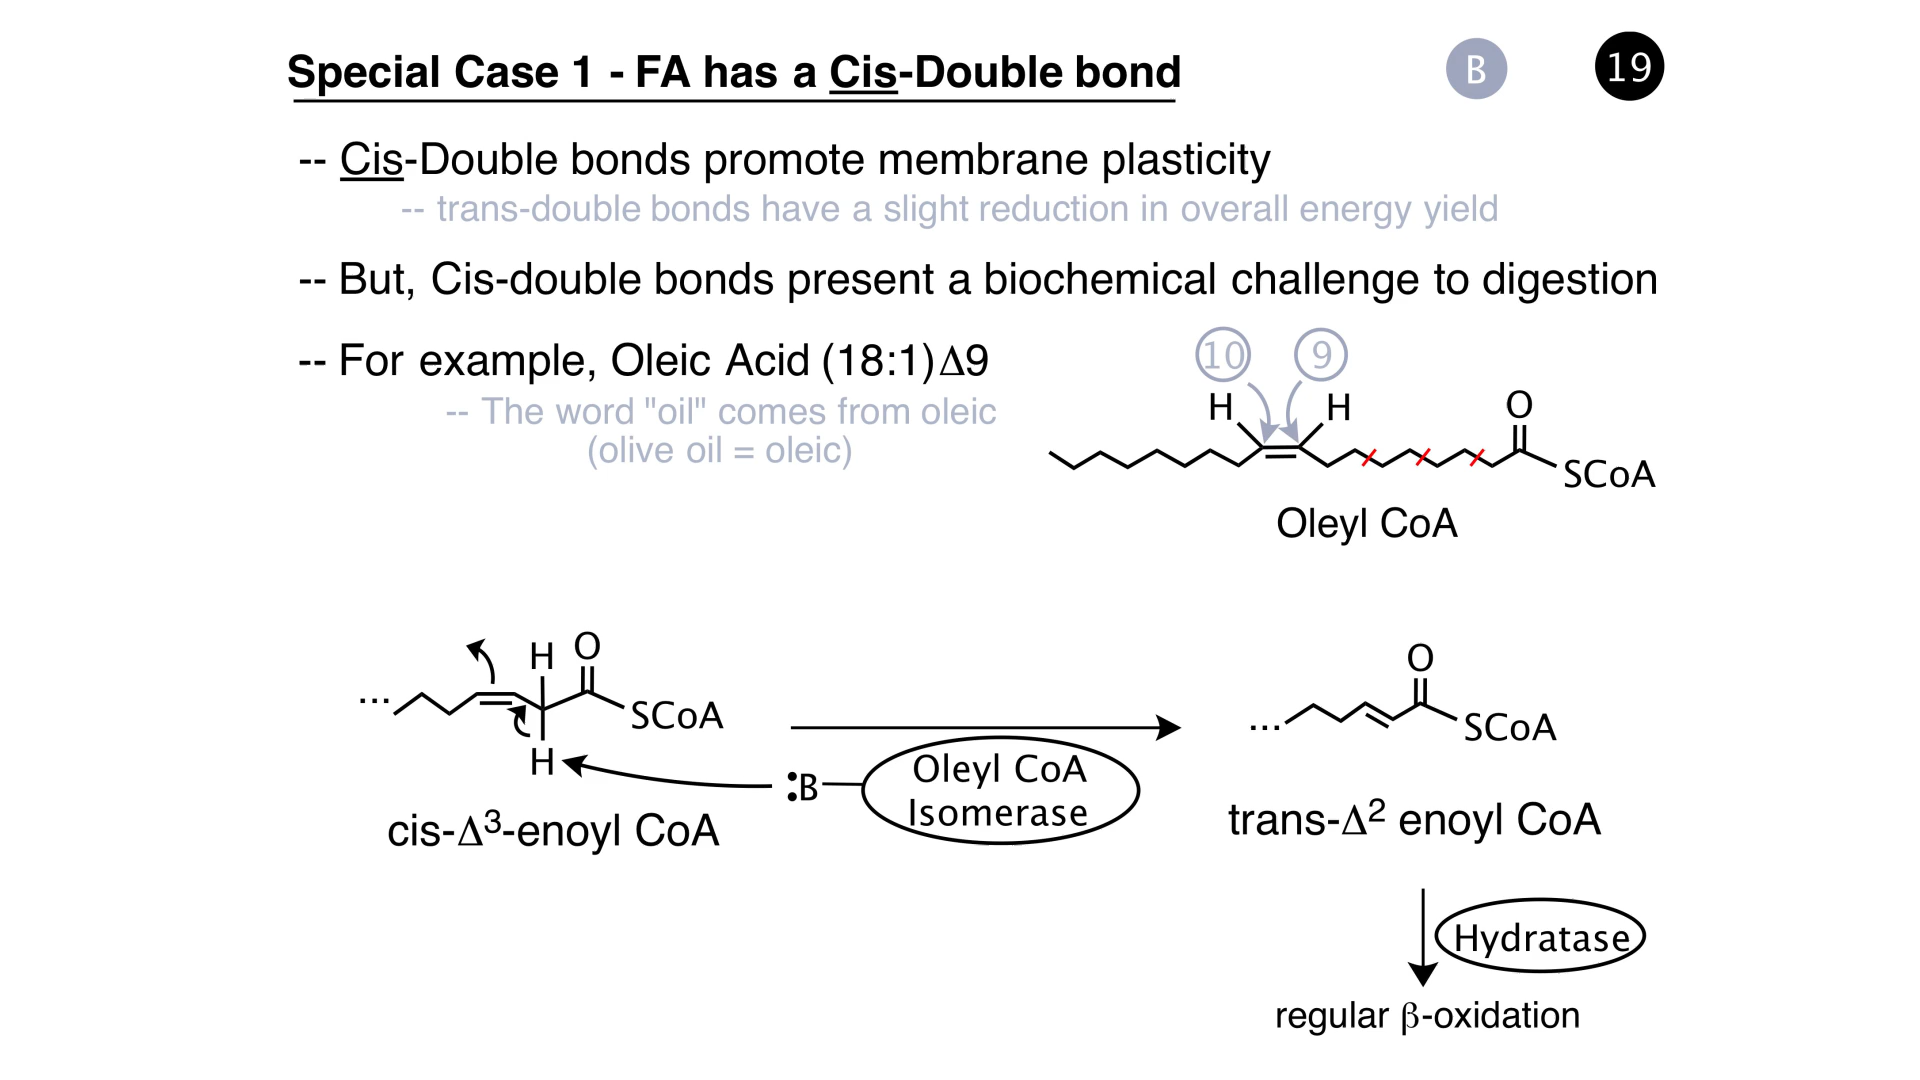 Special Case 1 - FA has a Cis-Double bond
B
19
-- Cis-Double bonds promote membrane plasticity
-- trans-double bonds have a slight reduction in overall energy yield
-- But, Cis-double bonds present a biochemical challenge to digestion
-- For example, Oleic Acid (18:1)Δ9
-- The word "oil" comes from oleic
(olive oil = oleic)
10
9
H
H
O
SCoA
Oleyl CoA
H
O
...
SCoA
H
cis-Δ³-enoyl CoA
:B
Oleyl CoA
Isomerase
O
...
SCoA
trans-Δ² enoyl CoA
Hydratase
regular β-oxidation